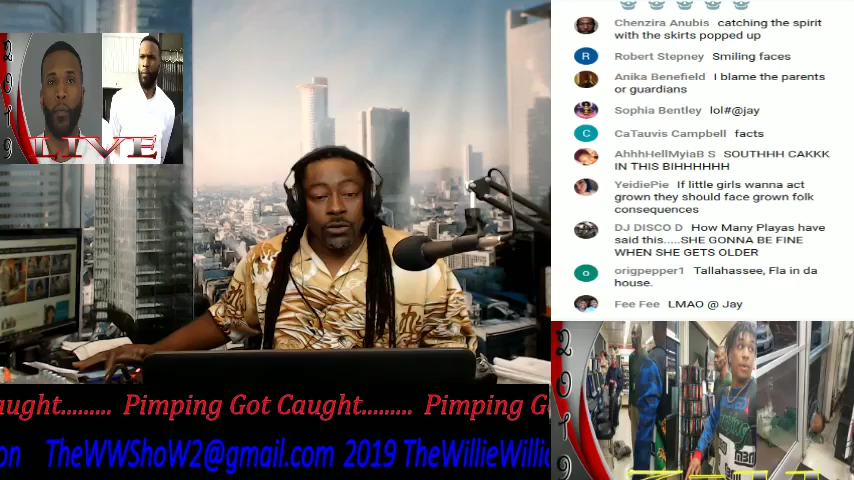 2019
LIVE
Chenzira Anubis catching the spirit
with the skirts popped up
R Robert Stepney Smiling faces
Anika Benefield I blame the parents
or guardians
Sophia Bentley lol#@jay
C CaTauvis Campbell facts
AhhhHellMyiaB S SOUTHHH CAKKK
IN THIS BIHHHHHH
YeidiePie If little girls wanna act
grown they should face grown folk
consequences
DJ DISCO D How Many Playas have
said this.....SHE GONNA BE FINE
WHEN SHE GETS OLDER
o origpepper1 Tallahassee, Fla in da
house.
Fee Fee LMAO @ Jay
2019
aught......... Pimping Got Caught......... Pimping G
on TheWWShoW2@gmail.com 2019 TheWillieWilli